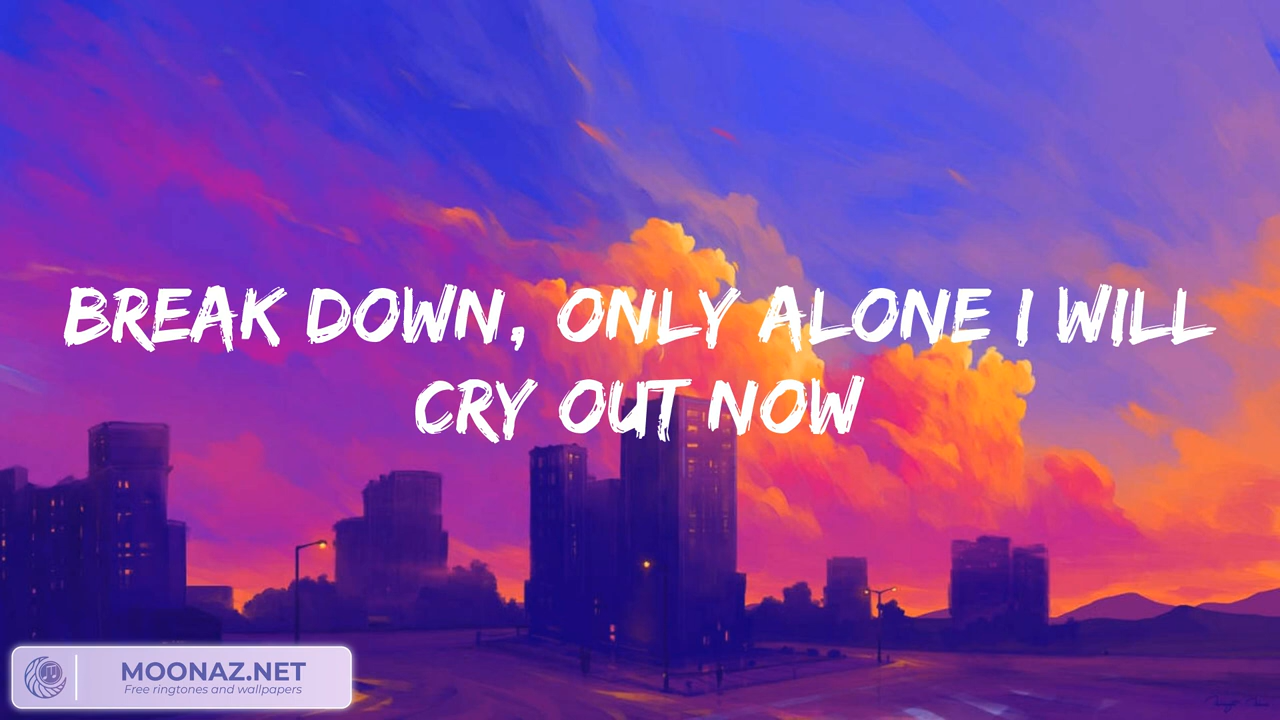 BREAK DOWN, ONLY ALONE I WILL
CRY OUT NOW
MOONAZ.NET
Free ringtones and wallpapers